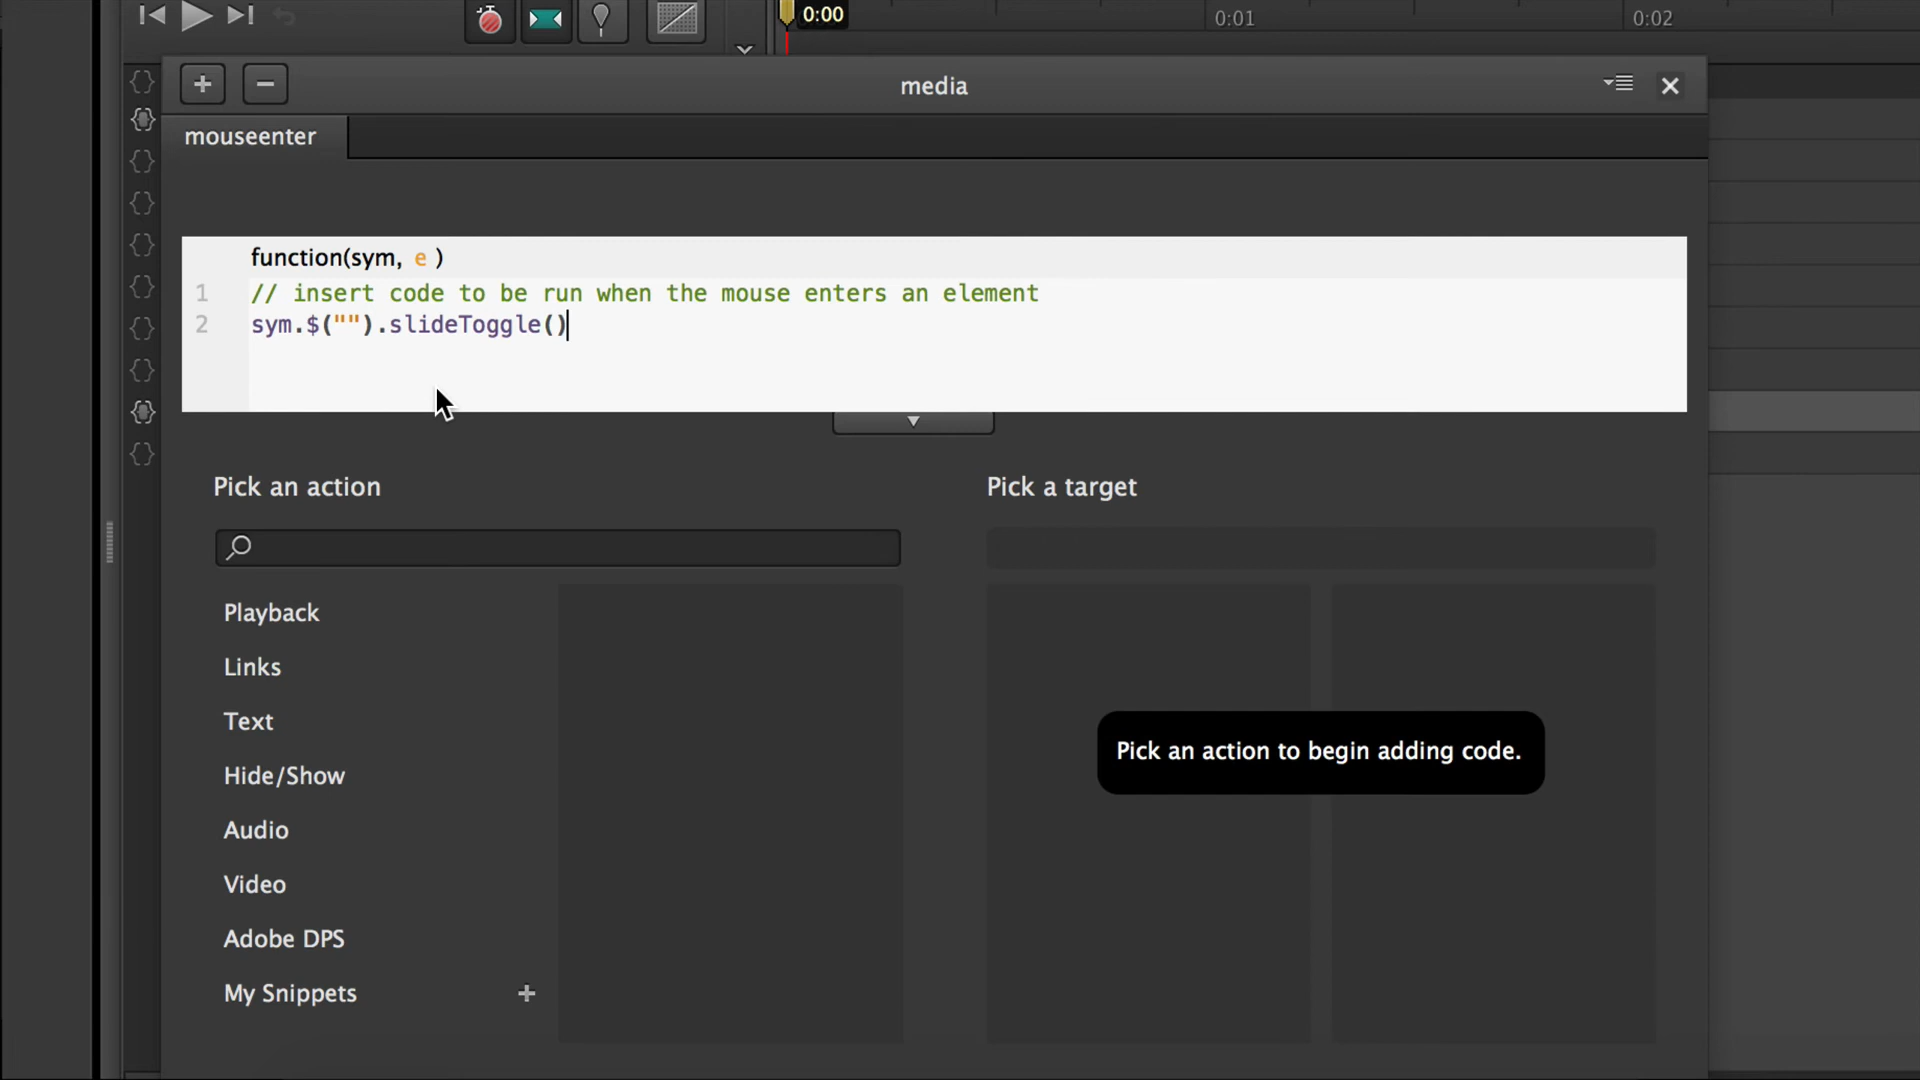 0:00
0:01
0:02
+
−
media
mouseenter
function(sym, e )
1 // insert code to be run when the mouse enters an element
2 sym.$("").slideToggle()
Pick an action
Pick a target
Playback
Links
Text
Hide/Show
Audio
Video
Adobe DPS
My Snippets +
Pick an action to begin adding code.